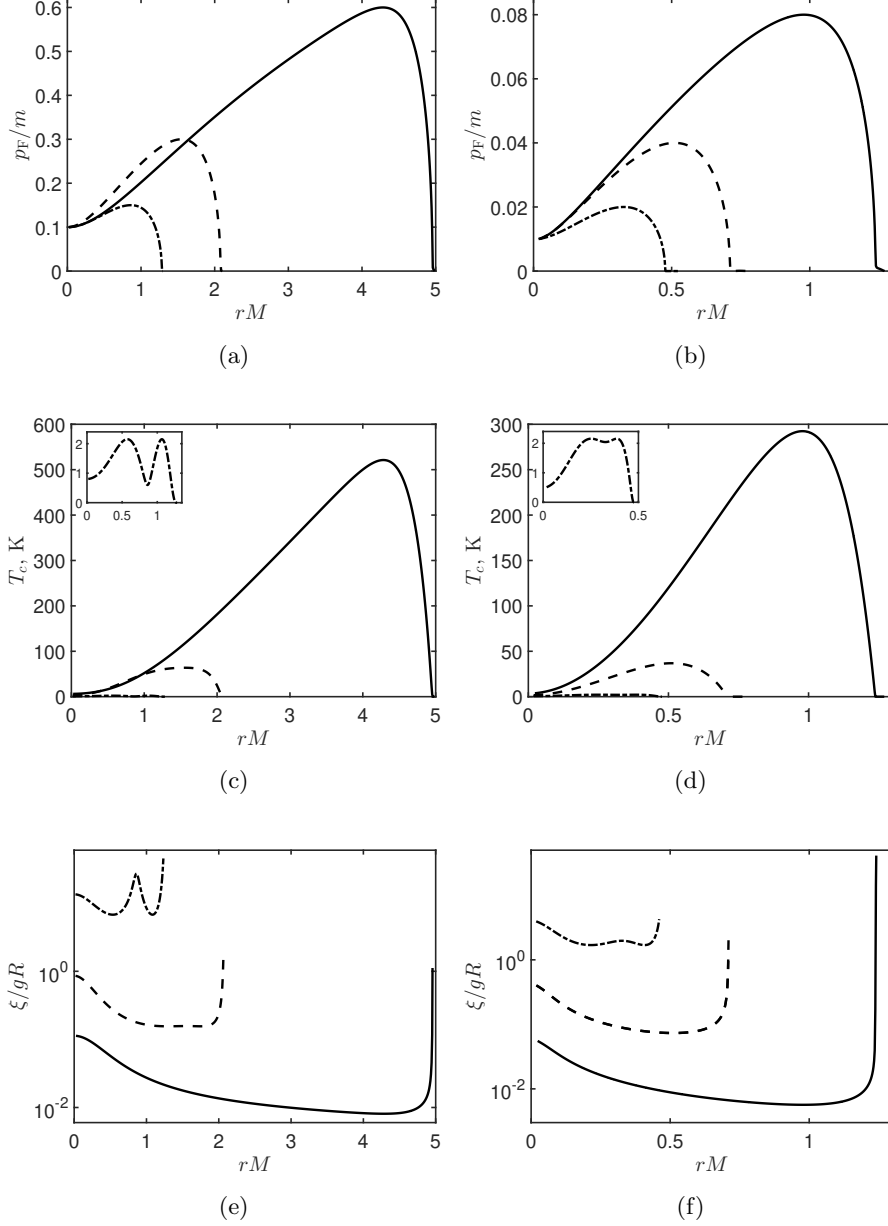 0.6
0.5
0.4
0.3
0.2
0.1
0
p_F/m
0 1 2 3 4 5
rM
(a)
0.08
0.06
0.04
0.02
0
p_F/m
0 0.5 1
rM
(b)
600
500
400
300
200
100
0
T_c, K
2
1
0
0 0.5 1
0 1 2 3 4 5
rM
(c)
300
250
200
150
100
50
0
T_c, K
2
1
0
0 0.5
0 0.5 1
rM
(d)
10^0
10^-2
ξ/gR
0 1 2 3 4 5
rM
(e)
10^0
10^-2
ξ/gR
0 0.5 1
rM
(f)